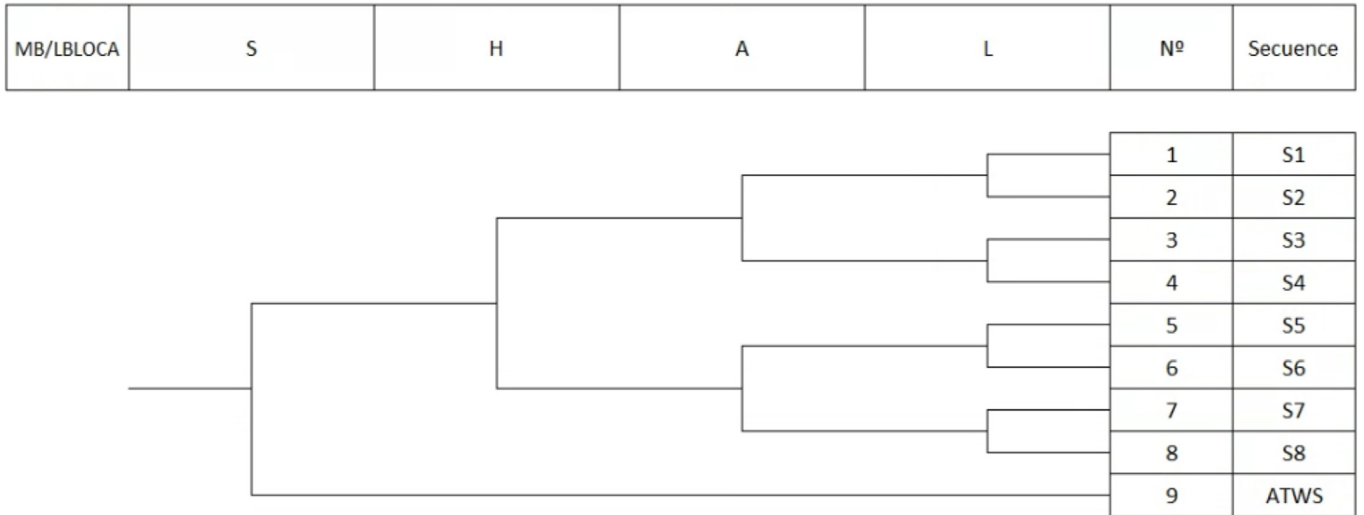 MB/LBLOCA S H A L Nº Secuence
1 S1
2 S2
3 S3
4 S4
5 S5
6 S6
7 S7
8 S8
9 ATWS